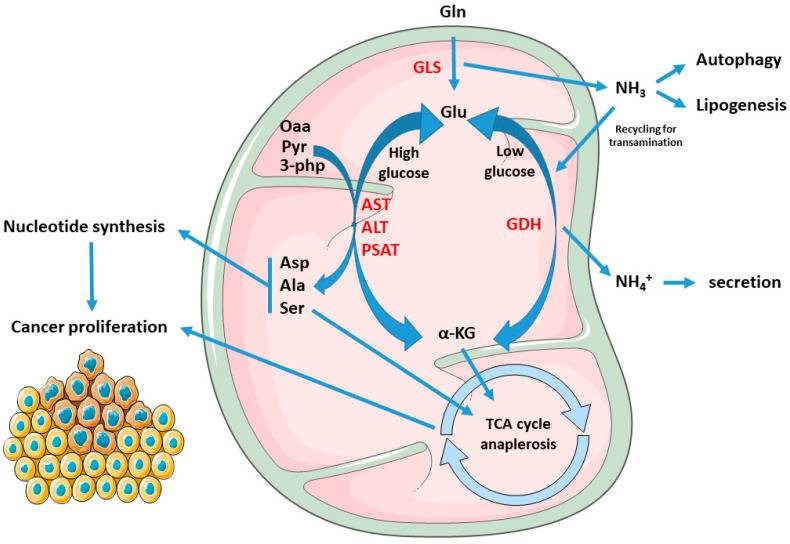 Gln
GLS
NH₃
Autophagy
Lipogenesis
Recycling for
transamination
Glu
Oaa
Pyr
3-php
High
glucose
Low
glucose
AST
ALT
PSAT
GDH
Nucleotide synthesis
Asp
Ala
Ser
NH₄⁺
secretion
Cancer proliferation
α-KG
TCA cycle
anaplerosis